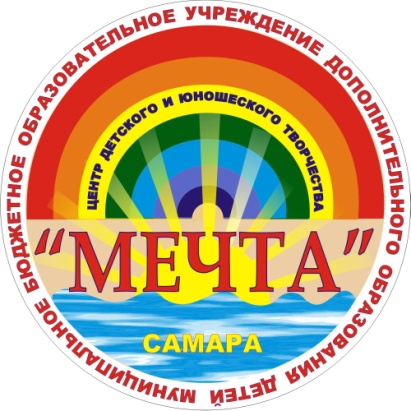 МУНИЦИПАЛЬНОЕ БЮДЖЕТНОЕ ОБРАЗОВАТЕЛЬНОЕ УЧРЕЖДЕНИЕ ДОПОЛНИТЕЛЬНОГО ОБРАЗОВАНИЯ ДЕТЕЙ
ЦЕНТР ДЕТСКОГО И ЮНОШЕСКОГО ТВОРЧЕСТВА
"МЕЧТА"
САМАРА